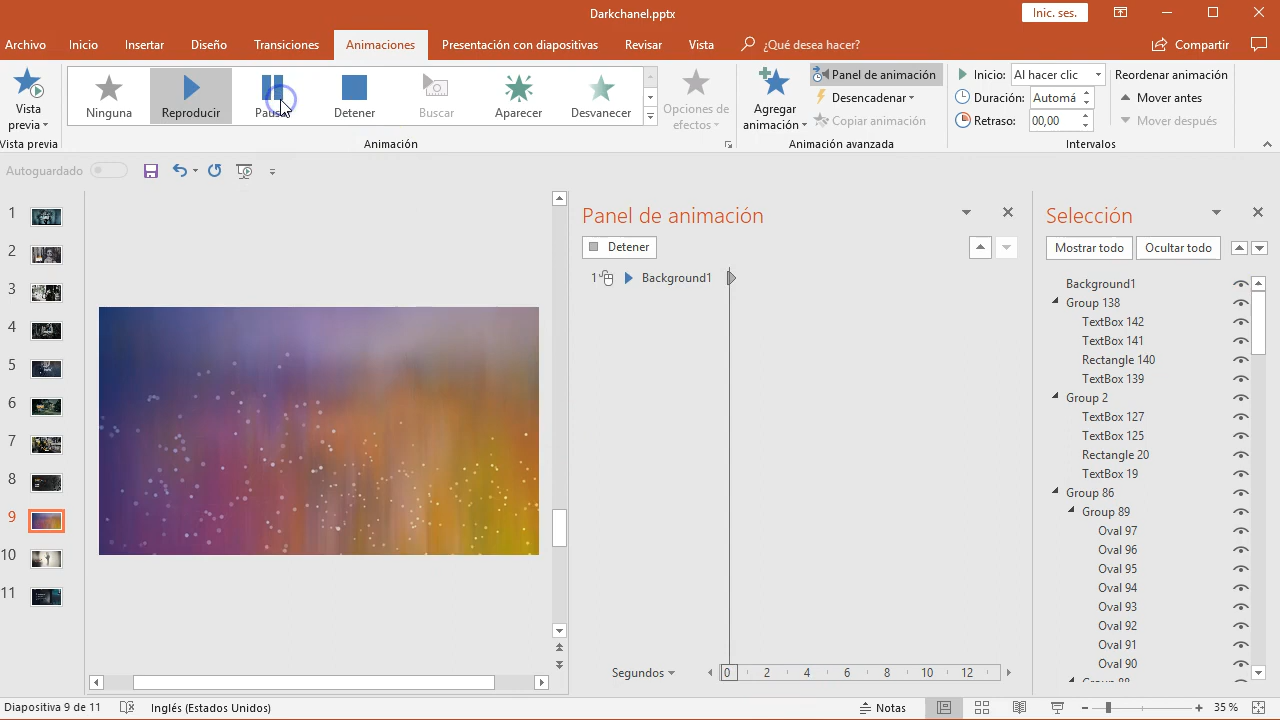 Darkchanel.pptx
Inic. ses.
Archivo Inicio Insertar Diseño Transiciones Animaciones Presentación con diapositivas Revisar Vista ¿Qué desea hacer? Compartir
Vista previa
Ninguna Reproducir Pausa Detener Buscar Aparecer Desvanecer
Opciones de efectos
Agregar animación
Panel de animación
Desencadenar
Copiar animación
Inicio: Al hacer clic
Duración: Automá
Retraso: 00,00
Reordenar animación
Mover antes
Mover después
Vista previa Animación Animación avanzada Intervalos
Autoguardado
1
2
3
4
5
6
7
8
9
10
11
Panel de animación
Detener
1 Background1
Segundos 0 2 4 6 8 10 12
Selección
Mostrar todo Ocultar todo
Background1
Group 138
TextBox 142
TextBox 141
Rectangle 140
TextBox 139
Group 2
TextBox 127
TextBox 125
Rectangle 20
TextBox 19
Group 86
Group 89
Oval 97
Oval 96
Oval 95
Oval 94
Oval 93
Oval 92
Oval 91
Oval 90
Diapositiva 9 de 11 Inglés (Estados Unidos) Notas 35 %